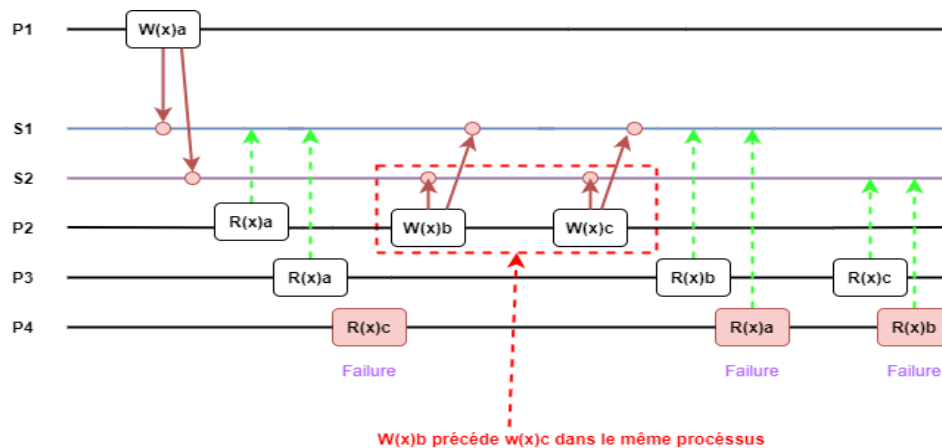 P1
W(x)a
S1
S2
P2
R(x)a
W(x)b
W(x)c
P3
R(x)a
R(x)b
R(x)c
P4
R(x)c
R(x)a
R(x)b
Failure
Failure
Failure
W(x)b précéde w(x)c dans le même procéssus